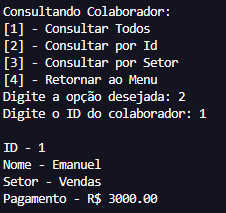 Consultando Colaborador:
[1] - Consultar Todos
[2] - Consultar por Id
[3] - Consultar por Setor
[4] - Retornar ao Menu
Digite a opção desejada: 2
Digite o ID do colaborador: 1
ID - 1
Nome - Emanuel
Setor - Vendas
Pagamento - R$ 3000.00